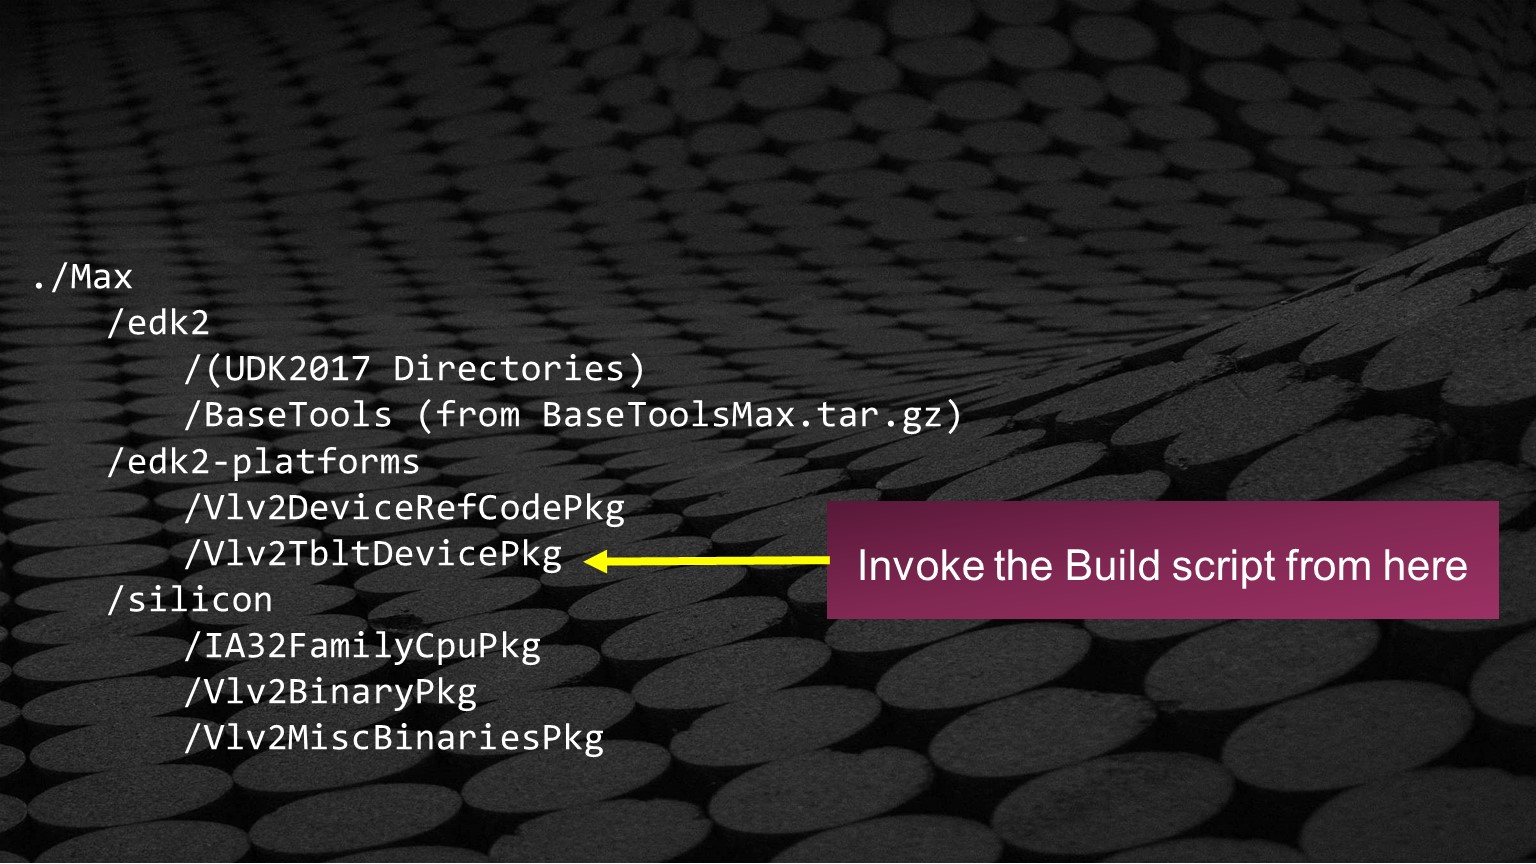 ./Max
/edk2
/(UDK2017 Directories)
/BaseTools (from BaseToolsMax.tar.gz)
/edk2-platforms
/Vlv2DeviceRefCodePkg
/Vlv2TbltDevicePkg
Invoke the Build script from here
/silicon
/IA32FamilyCpuPkg
/Vlv2BinaryPkg
/Vlv2MiscBinariesPkg